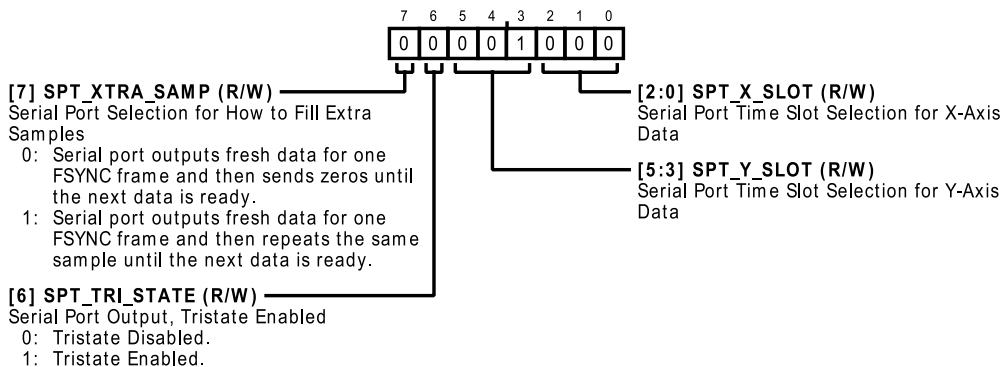 7 6 5 4 3 2 1 0
0 0 0 0 1 0 0 0
[7] SPT_XTRA_SAMP (R/W)
Serial Port Selection for How to Fill Extra
Samples
0: Serial port outputs fresh data for one
FSYNC frame and then sends zeros until
the next data is ready.
1: Serial port outputs fresh data for one
FSYNC frame and then repeats the same
sample until the next data is ready.
[6] SPT_TRI_STATE (R/W)
Serial Port Output, Tristate Enabled
0: Tristate Disabled.
1: Tristate Enabled.
[2:0] SPT_X_SLOT (R/W)
Serial Port Time Slot Selection for X-Axis
Data
[5:3] SPT_Y_SLOT (R/W)
Serial Port Time Slot Selection for Y-Axis
Data